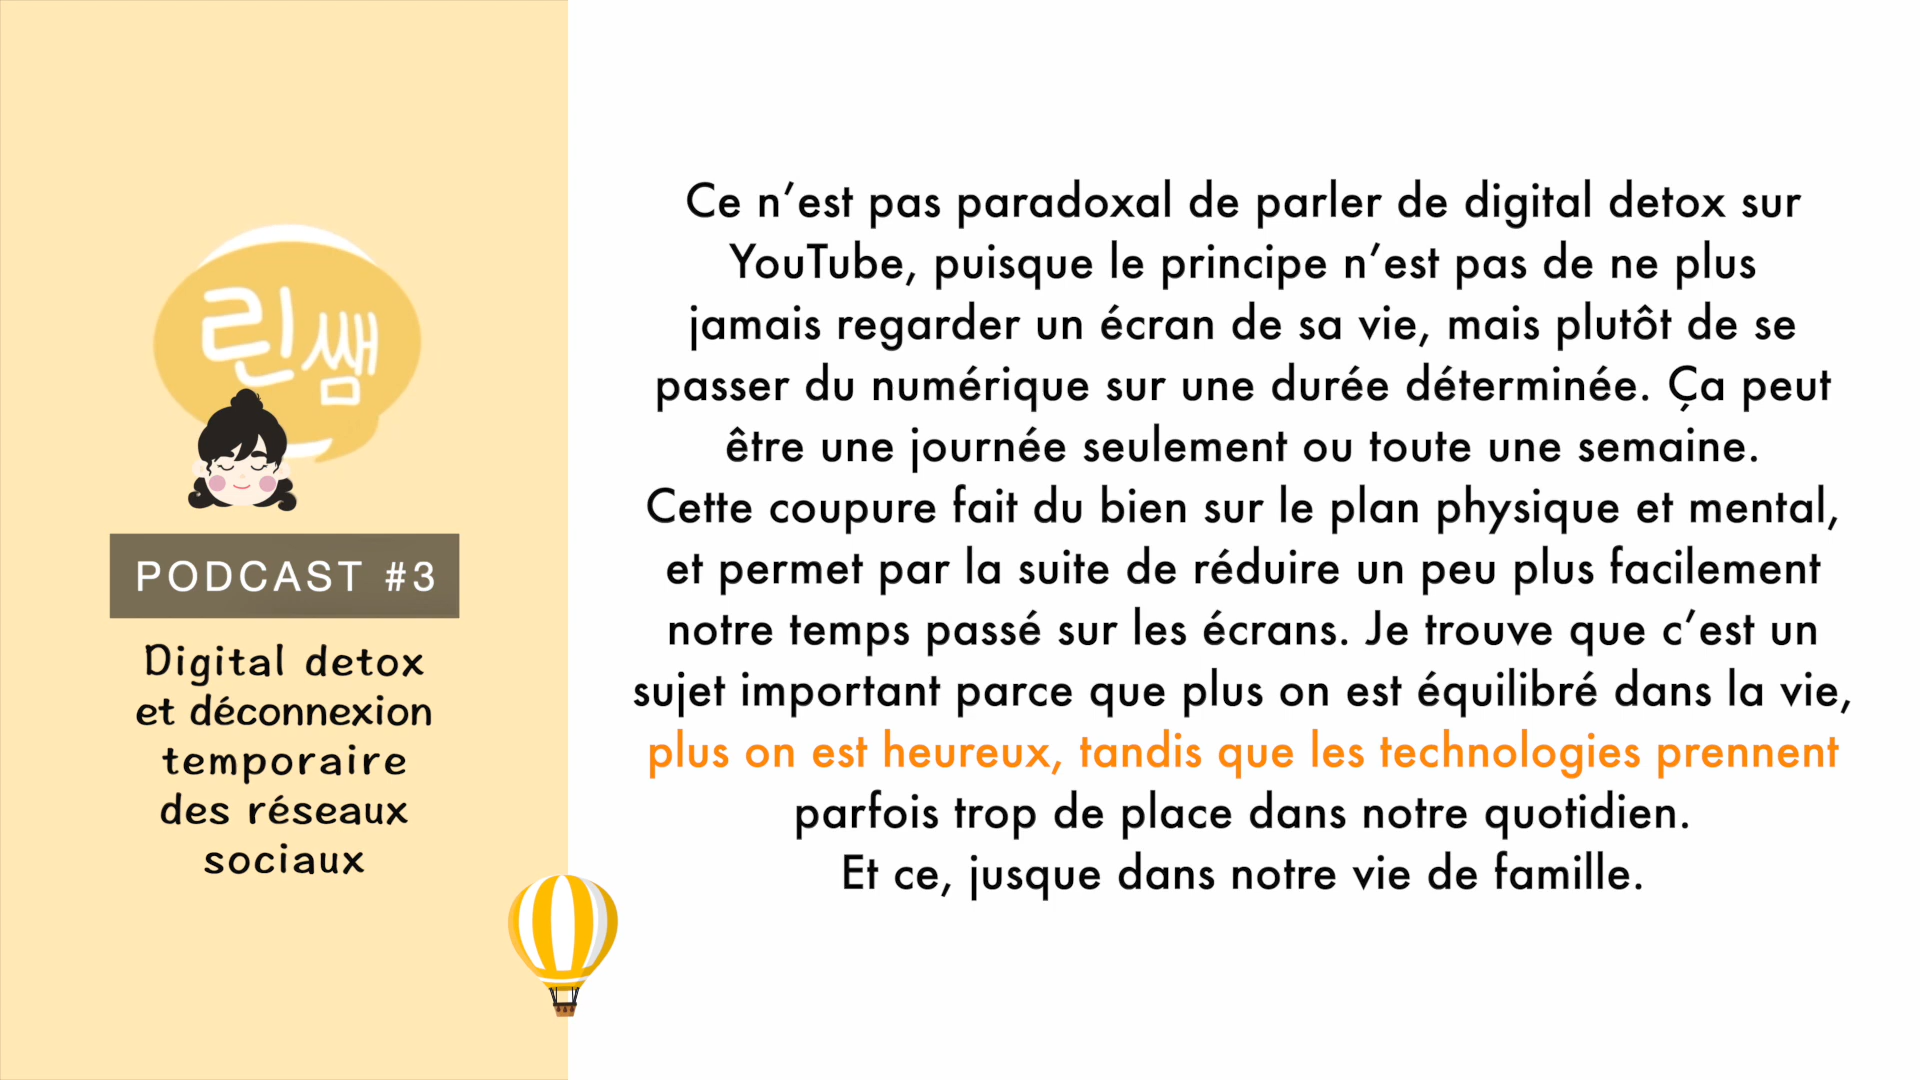 린쌤
PODCAST #3
Digital detox
et déconnexion
temporaire
des réseaux
sociaux
Ce n’est pas paradoxal de parler de digital detox sur
YouTube, puisque le principe n’est pas de ne plus
jamais regarder un écran de sa vie, mais plutôt de se
passer du numérique sur une durée déterminée. Ça peut
être une journée seulement ou toute une semaine.
Cette coupure fait du bien sur le plan physique et mental,
et permet par la suite de réduire un peu plus facilement
notre temps passé sur les écrans. Je trouve que c’est un
sujet important parce que plus on est équilibré dans la vie,
plus on est heureux, tandis que les technologies prennent
parfois trop de place dans notre quotidien.
Et ce, jusque dans notre vie de famille.